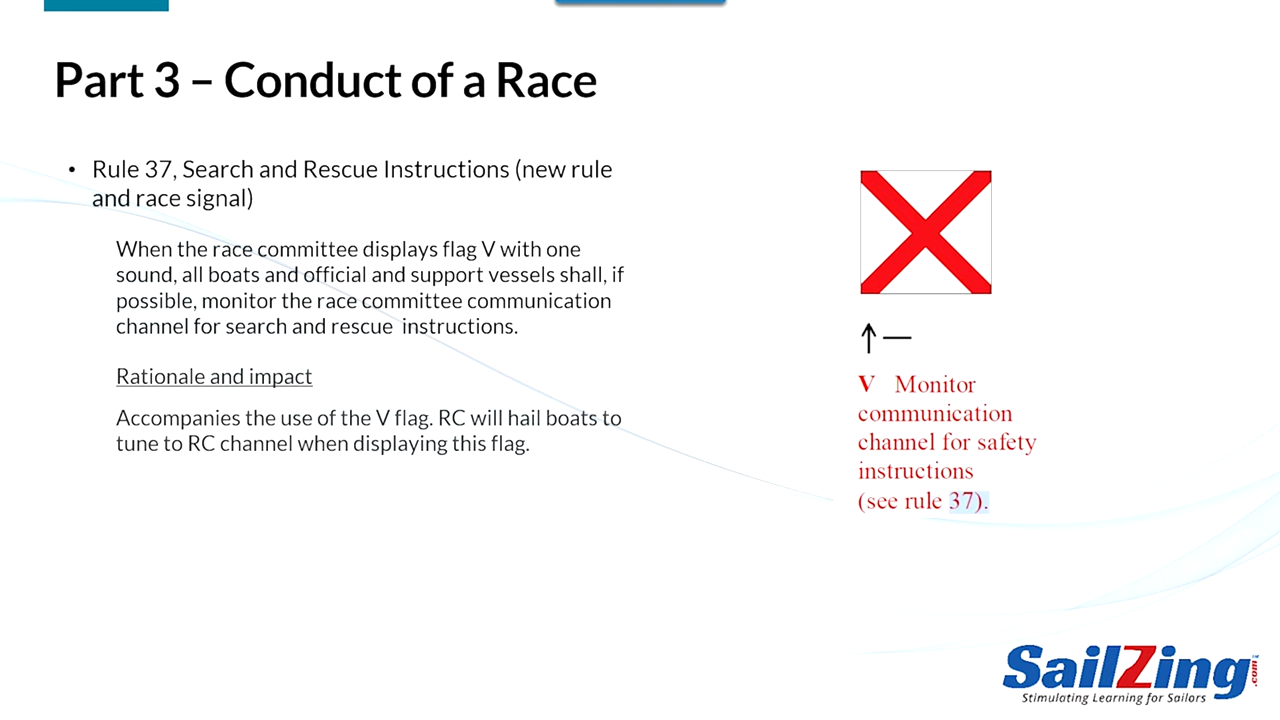 Part 3 – Conduct of a Race
• Rule 37, Search and Rescue Instructions (new rule
and race signal)
When the race committee displays flag V with one
sound, all boats and official and support vessels shall, if
possible, monitor the race committee communication
channel for search and rescue  instructions.
Rationale and impact
Accompanies the use of the V flag. RC will hail boats to
tune to RC channel when displaying this flag.
↑ —
V Monitor
communication
channel for safety
instructions
(see rule 37).
SailZing.com
Stimulating Learning for Sailors